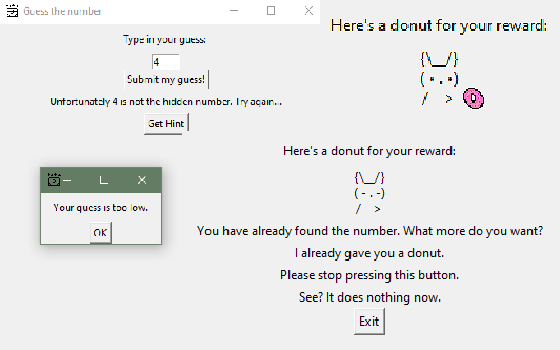 Guess the number
Type in your guess:
4
Submit my guess!
Unfortunately 4 is not the hidden number. Try again...
Get Hint
Your guess is too low.
OK
Here's a donut for your reward:
{\__/}
( • . •)
/ >
Here's a donut for your reward:
{\__/}
( - . -)
/ >
You have already found the number. What more do you want?
I already gave you a donut.
Please stop pressing this button.
See? It does nothing now.
Exit